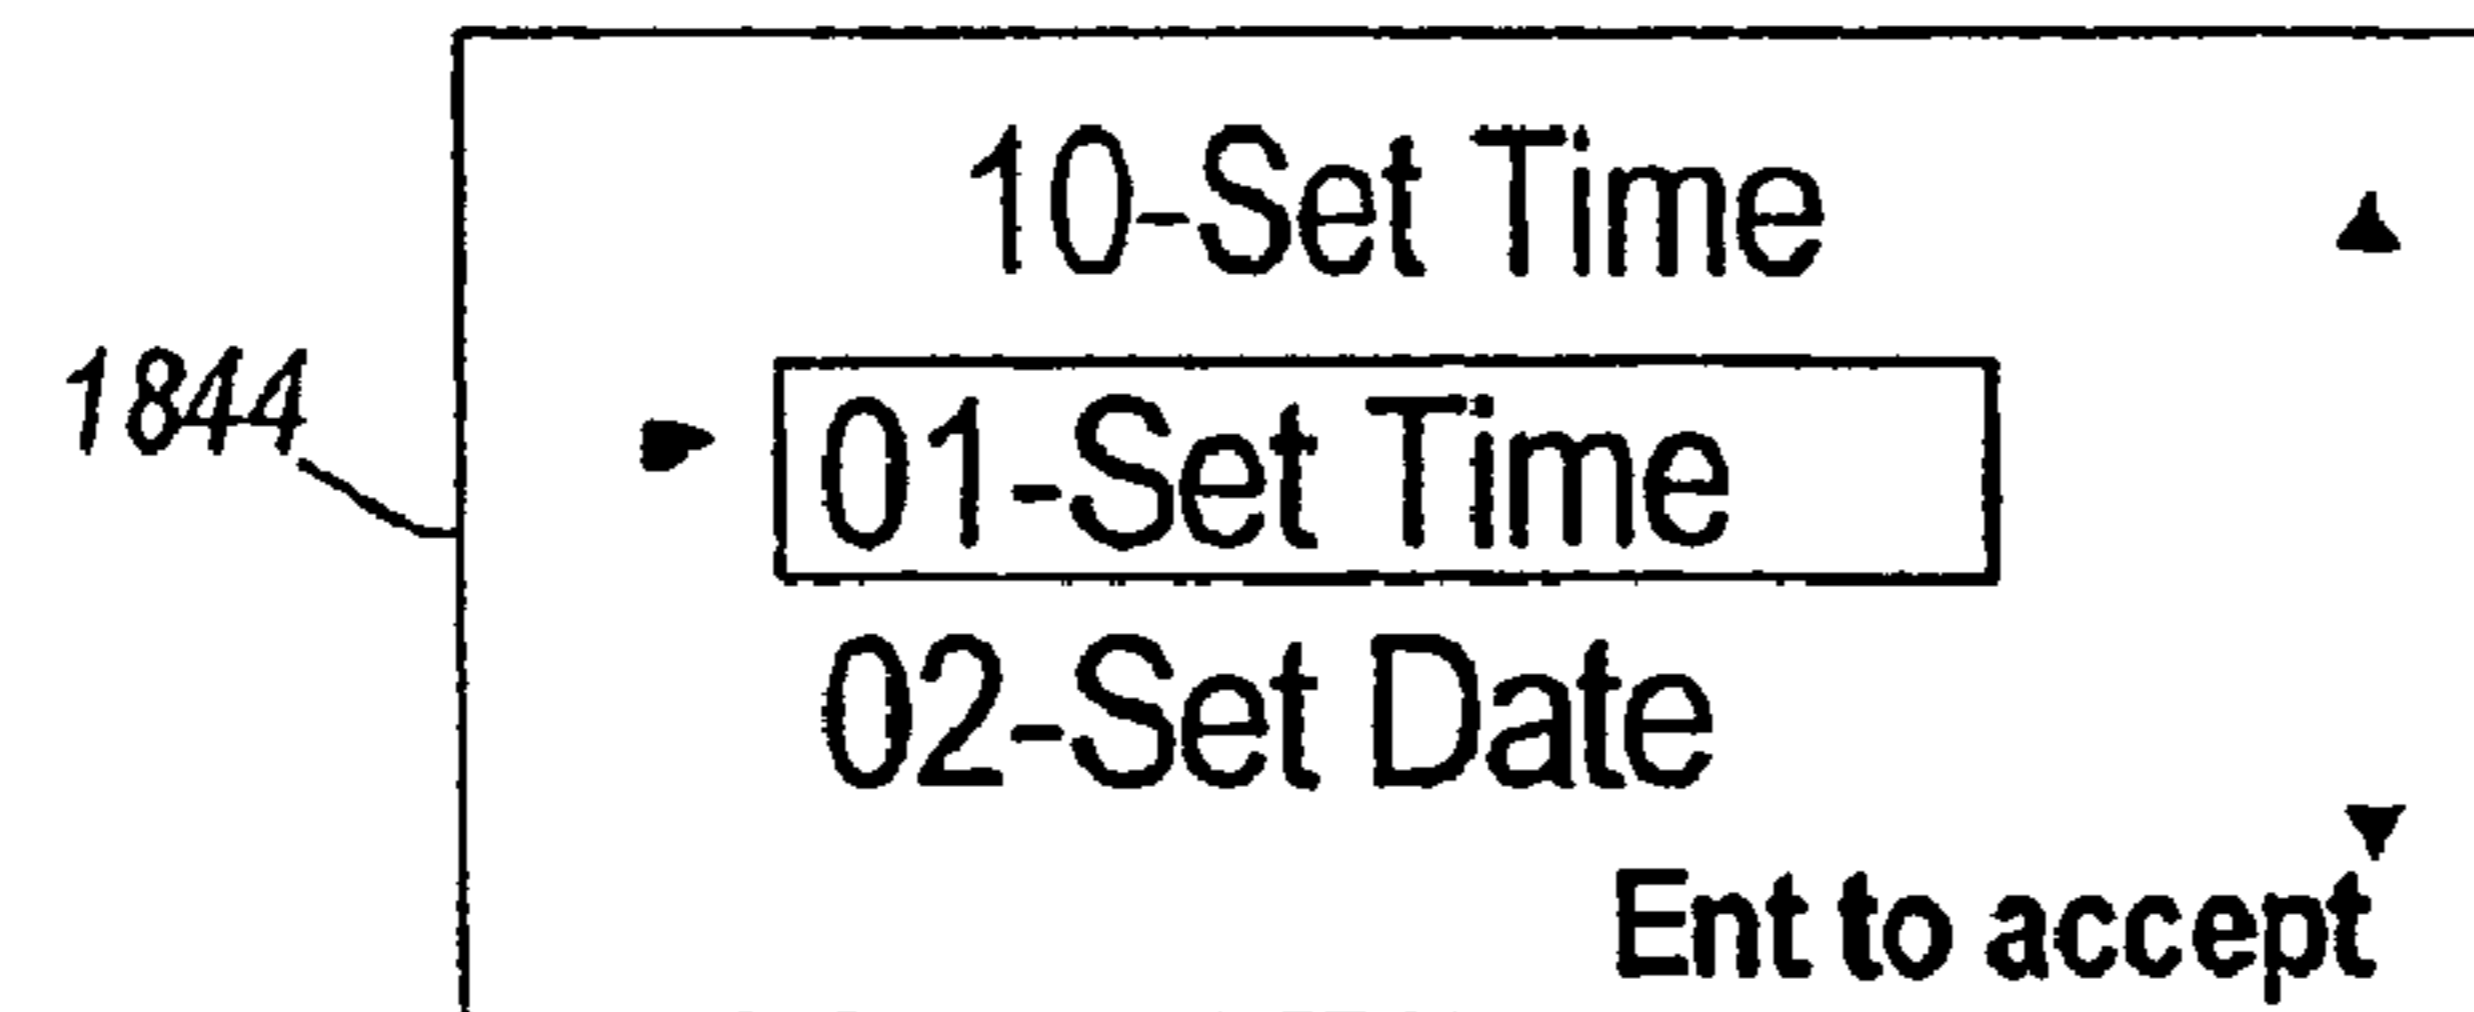 10-Set Time
1844
01-Set Time
02-Set Date
Ent to accept